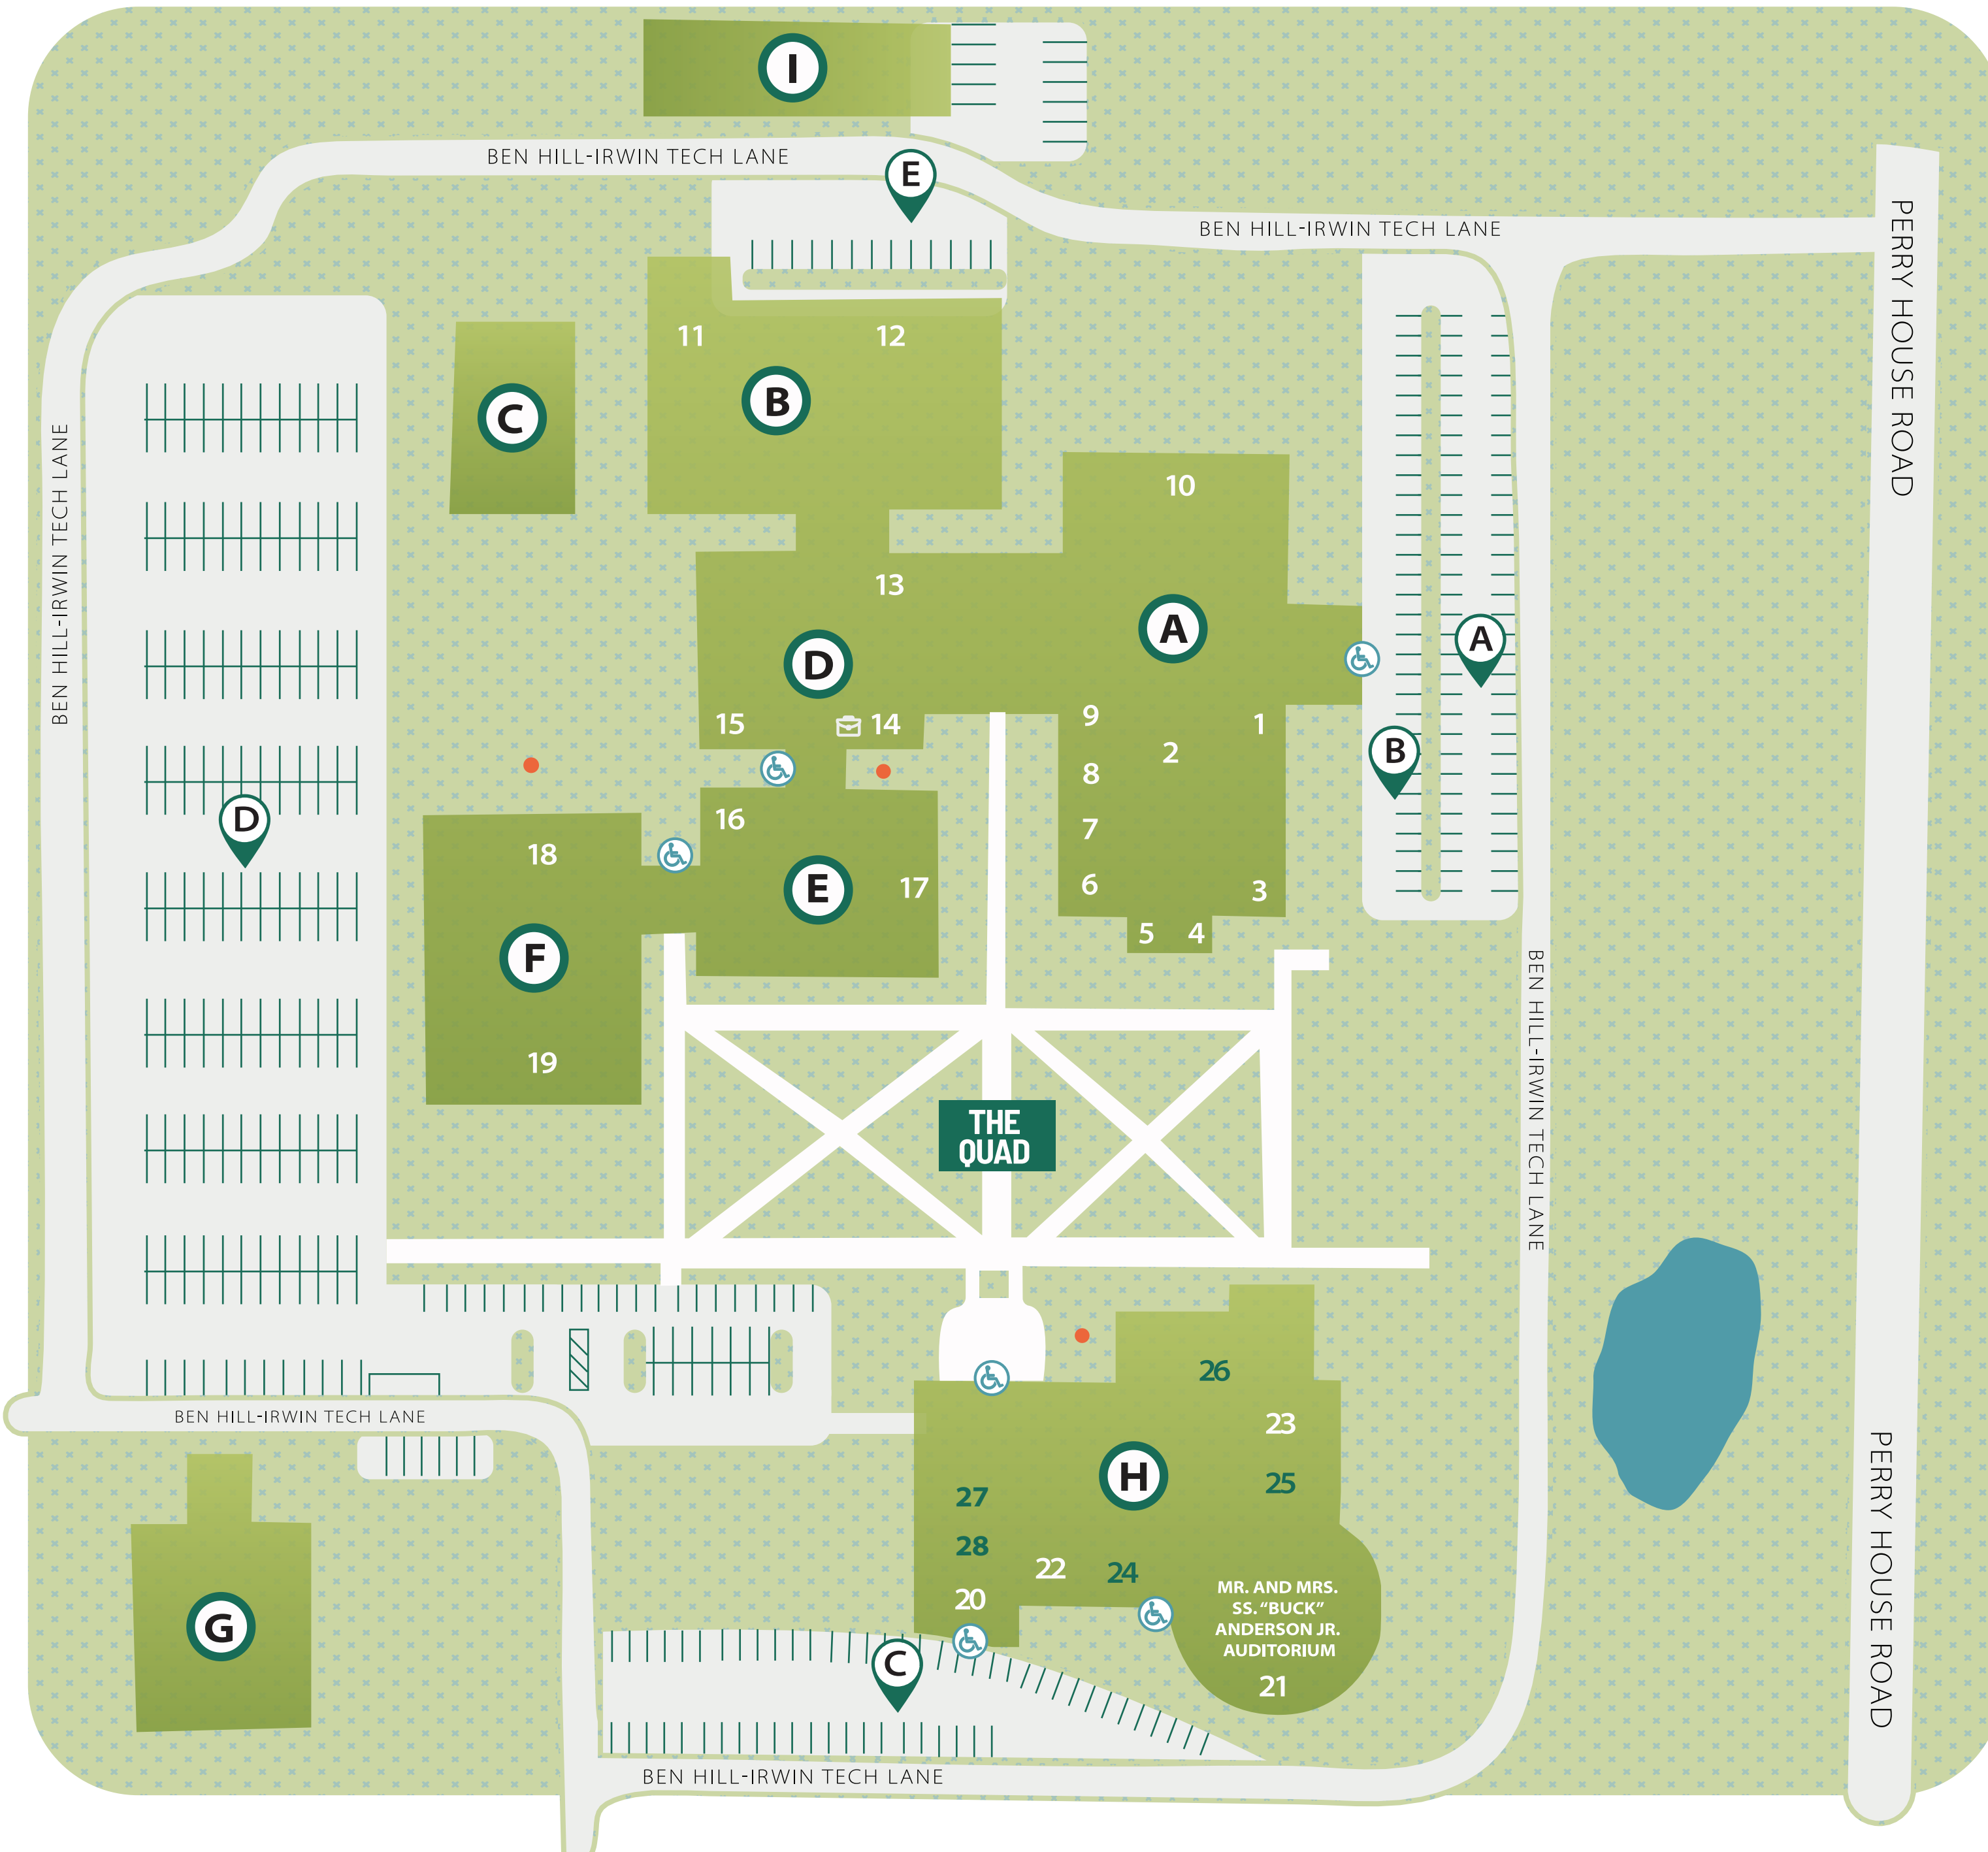 I
BEN HILL-IRWIN TECH LANE
E
BEN HILL-IRWIN TECH LANE
PERRY HOUSE ROAD
11
12
B
C
BEN HILL-IRWIN TECH LANE
10
13
A
D
A
15
14
9
1
2
B
8
16
7
D
18
E
17
6
3
5
4
F
19
BEN HILL-IRWIN TECH LANE
THE
QUAD
26
BEN HILL-IRWIN TECH LANE
23
H
25
27
28
22
24
20
MR. AND MRS.
SS. “BUCK”
ANDERSON JR.
AUDITORIUM
21
G
C
PERRY HOUSE ROAD
BEN HILL-IRWIN TECH LANE